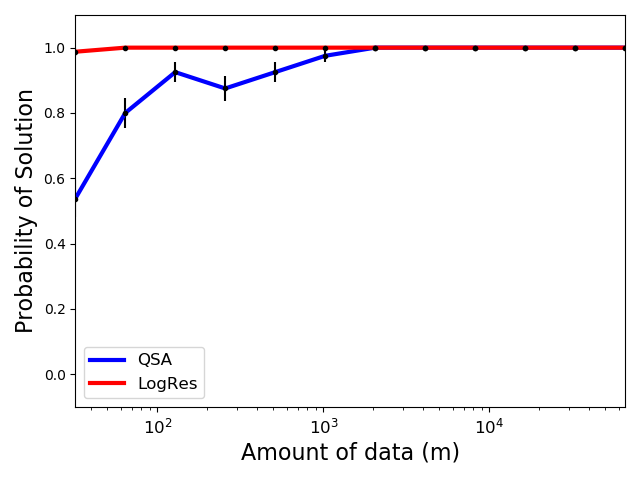 Probability of Solution
1.0
0.8
0.6
0.4
0.2
0.0
QSA
LogRes
10²
10³
10⁴
Amount of data (m)